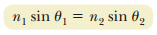 n₁ sin θ₁ = n₂ sin θ₂